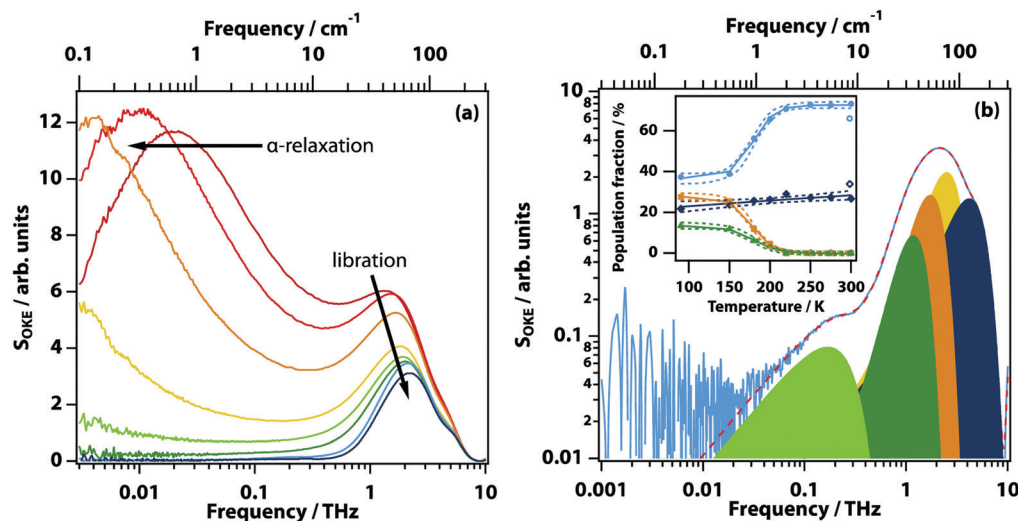 Frequency / cm⁻¹
0.1 1 10 100
(a)
12
10
8
6
4
2
0
S_OKE / arb. units
α-relaxation
libration
0.01 0.1 1 10
Frequency / THz
Frequency / cm⁻¹
0.1 1 10 100
(b)
10
8
6
4
2
1
8
6
4
2
0.1
8
6
4
2
0.01
S_OKE / arb. units
60
40
20
0
Population fraction / %
100 150 200 250 300
Temperature / K
0.001 0.01 0.1 1 10
Frequency / THz